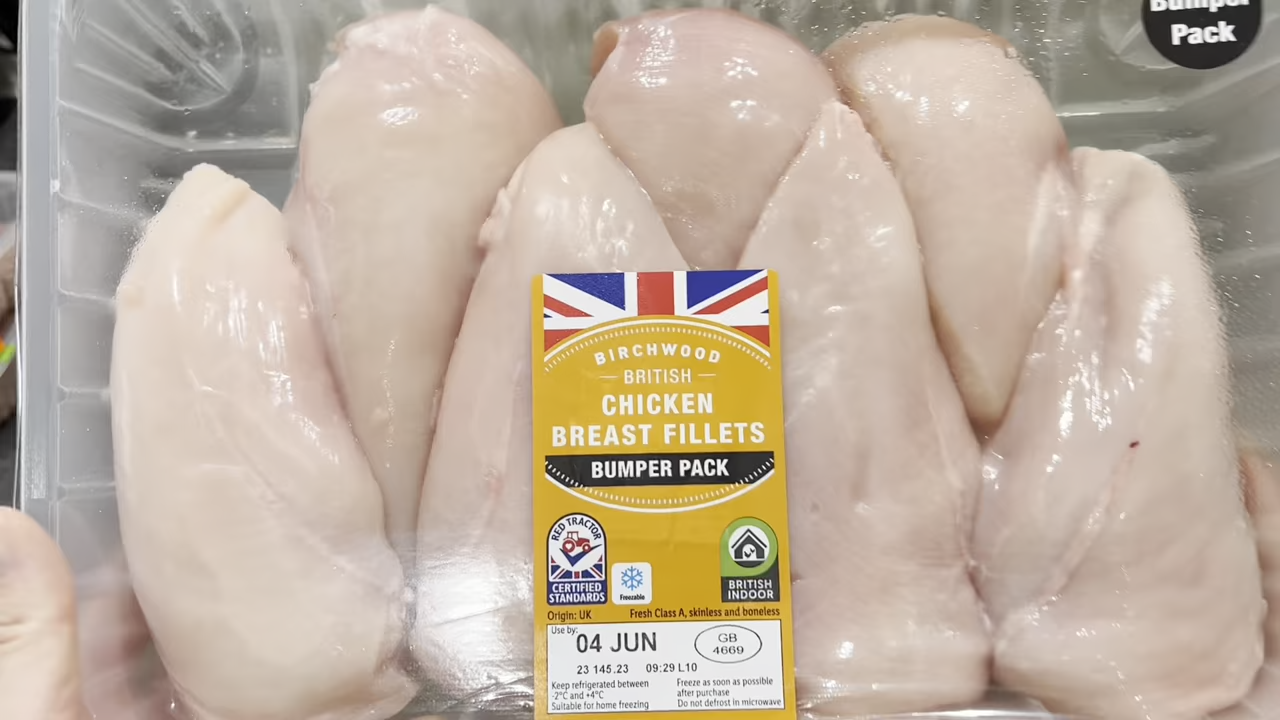 Bumper
Pack
BIRCHWOOD
BRITISH
CHICKEN
BREAST FILLETS
BUMPER PACK
RED TRACTOR
CERTIFIED
STANDARDS
Freezable
BRITISH
INDOOR
Origin: UK
Fresh Class A, skinless and boneless
Use by:
04 JUN
GB
4669
23 145.23 09:29 L10
Keep refrigerated between
-2°C and +4°C
Suitable for home freezing
Freeze as soon as possible
after purchase
Do not defrost in microwave